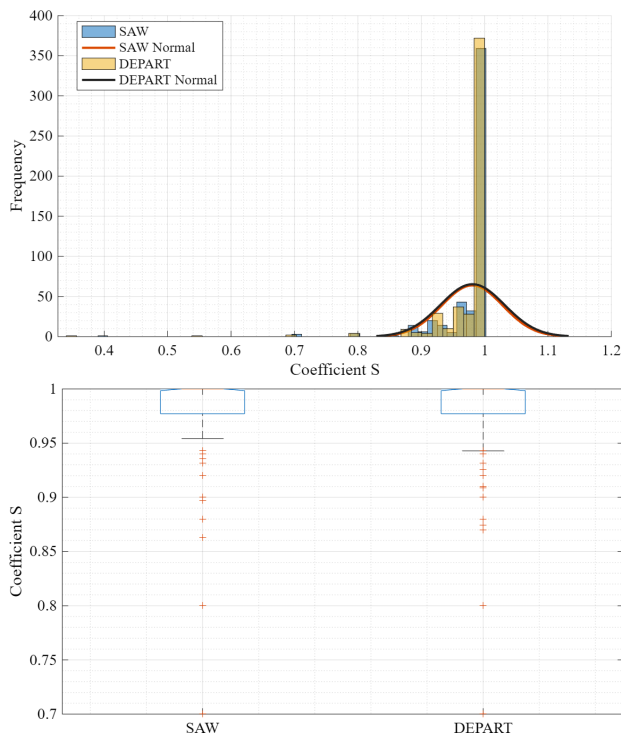 400
350
300
250
200
150
100
50
0
Frequency
SAW
SAW Normal
DEPART
DEPART Normal
0.4 0.5 0.6 0.7 0.8 0.9 1 1.1 1.2
Coefficient S
1
0.95
0.9
0.85
0.8
0.75
0.7
Coefficient S
SAW DEPART